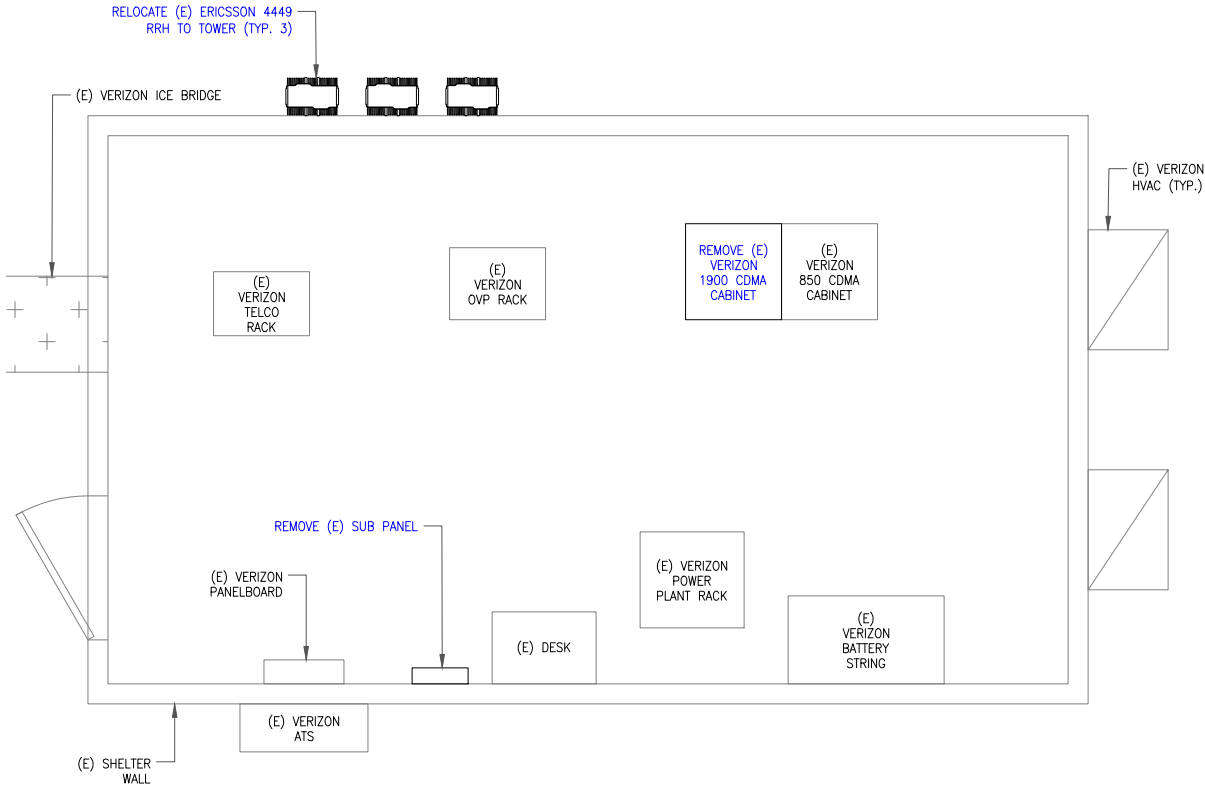 RELOCATE (E) ERICSSON 4449
RRH TO TOWER (TYP. 3)
(E) VERIZON ICE BRIDGE
(E) VERIZON
HVAC (TYP.)
(E)
VERIZON
TELCO
RACK
(E)
VERIZON
OVP RACK
REMOVE (E)
VERIZON
1900 CDMA
CABINET
(E)
VERIZON
850 CDMA
CABINET
REMOVE (E) SUB PANEL
(E) VERIZON
PANELBOARD
(E) VERIZON
POWER
PLANT RACK
(E) DESK
(E)
VERIZON
BATTERY
STRING
(E) VERIZON
ATS
(E) SHELTER
WALL